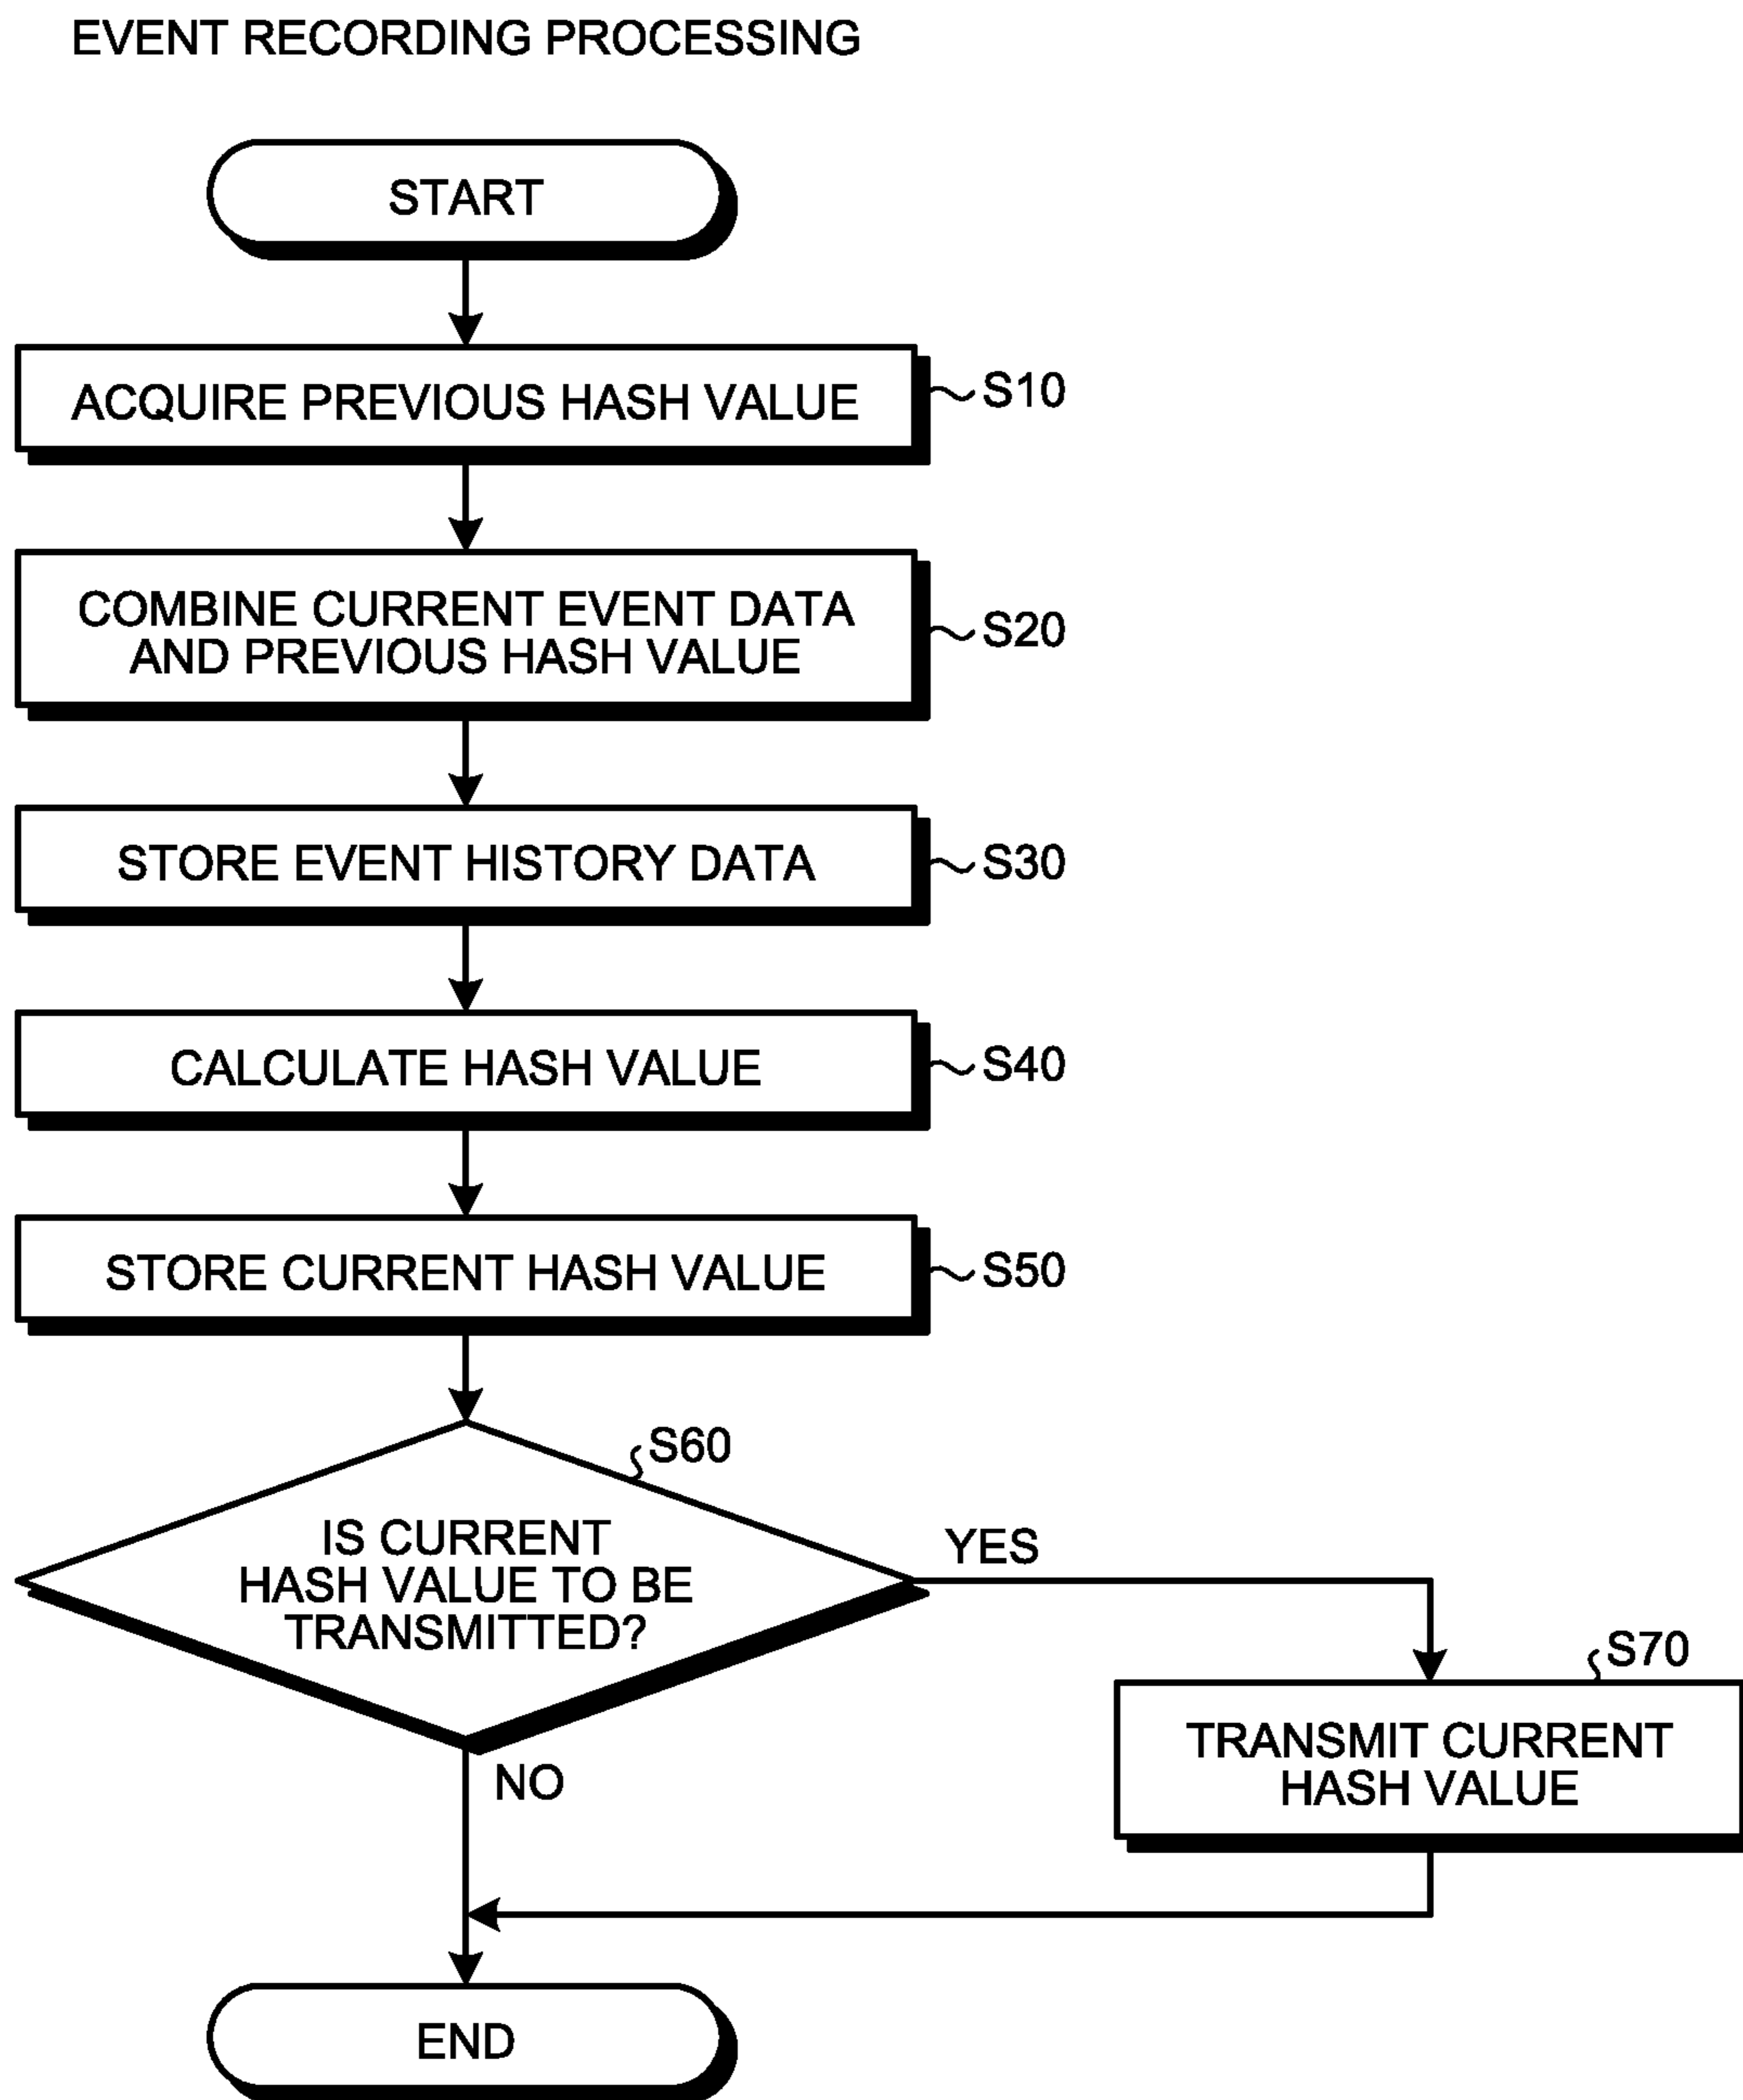 EVENT RECORDING PROCESSING
START
ACQUIRE PREVIOUS HASH VALUE
S10
COMBINE CURRENT EVENT DATA
AND PREVIOUS HASH VALUE
S20
STORE EVENT HISTORY DATA
S30
CALCULATE HASH VALUE
S40
STORE CURRENT HASH VALUE
S50
S60
IS CURRENT
HASH VALUE TO BE
TRANSMITTED?
YES
S70
TRANSMIT CURRENT
HASH VALUE
NO
END